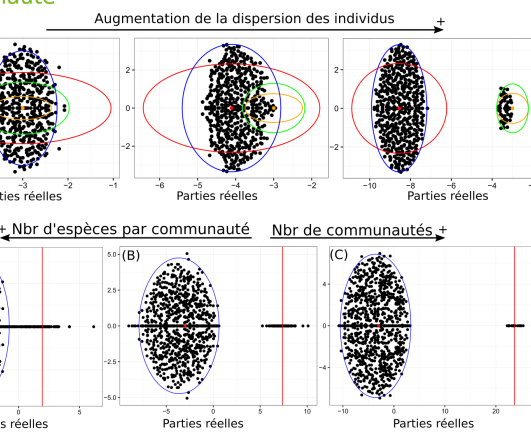 Augmentation de la dispersion des individus +
2
0
−2
−3 −2 −1
−6 −5 −4 −3 −2
−10 −8 −6 −4
Parties réelles
Parties réelles
+ Nbr d'espèces par communauté
Nbr de communautés +
(B)
(C)
5.0
2.5
0.0
−2.5
−5.0
4
0
−4
0
−5 0 5 10
−10 0 10 20
Parties réelles
Parties réelles